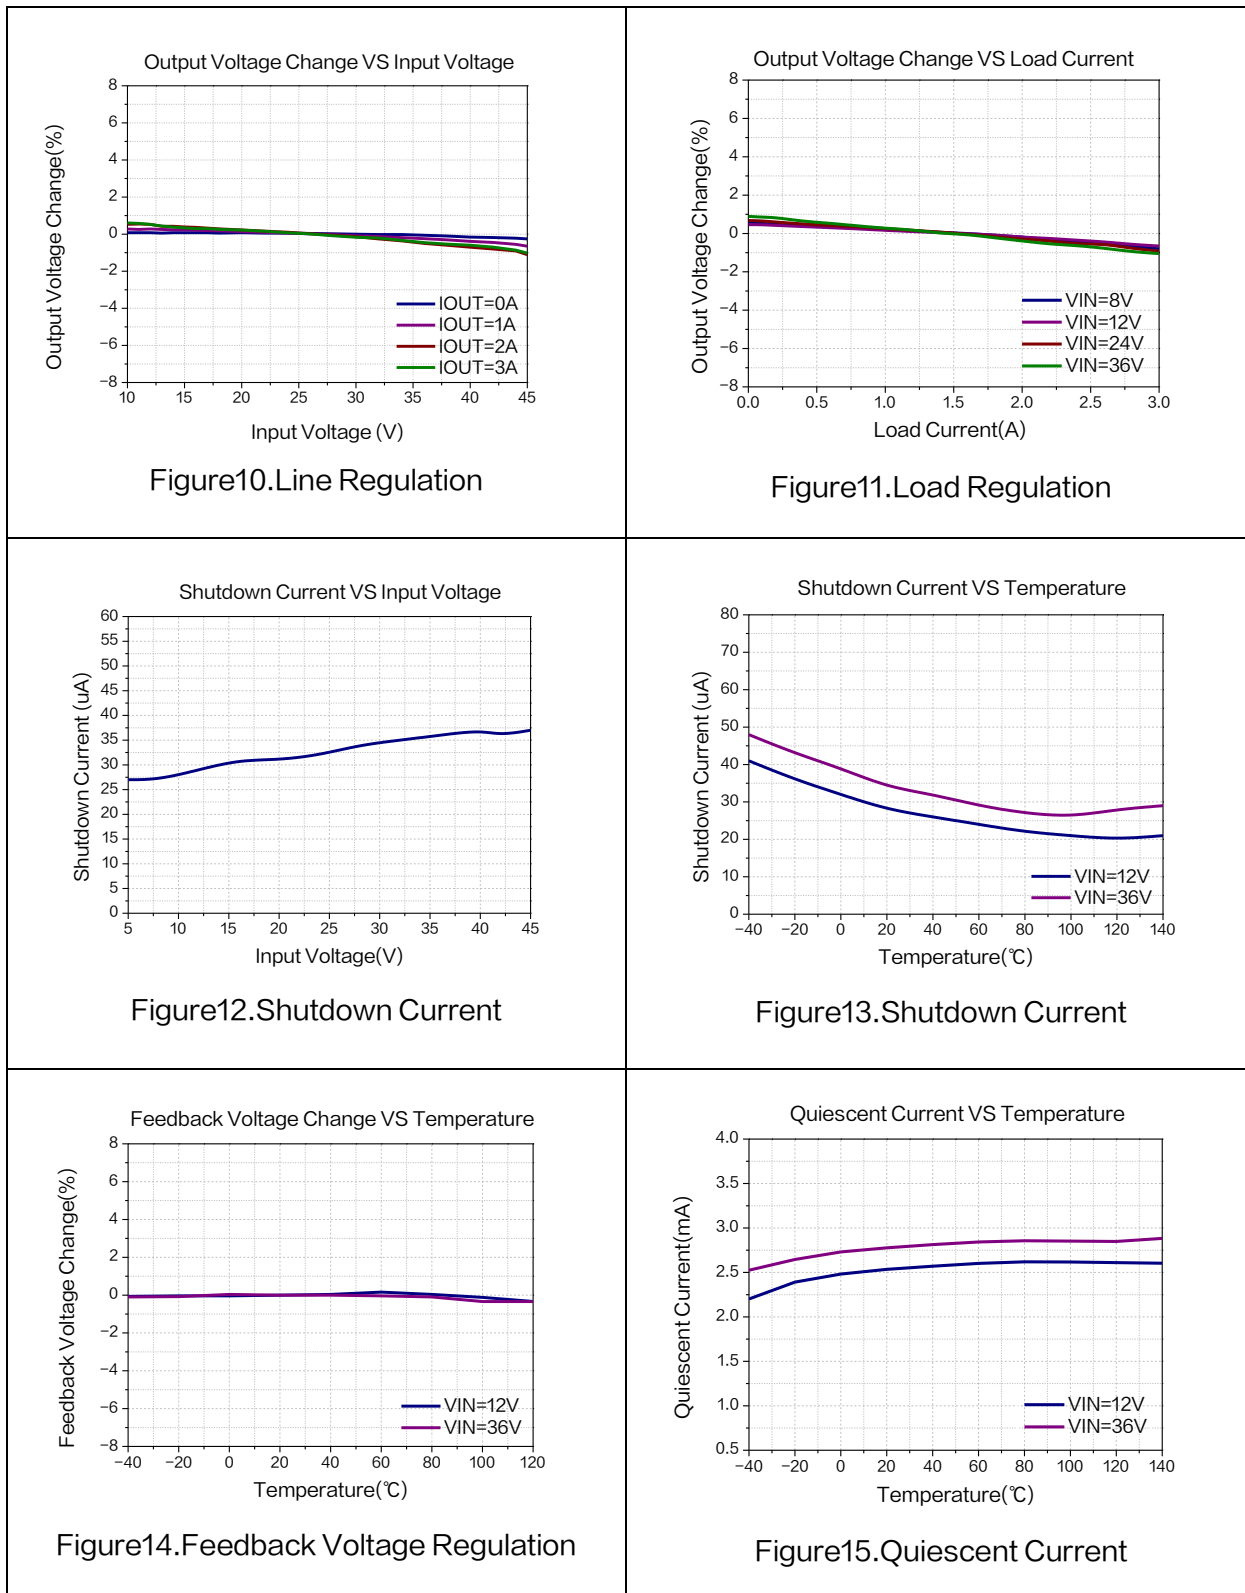 Output Voltage Change VS Input Voltage
8
6
4
2
0
−2
−4
−6
−8
Output Voltage Change(%)
IOUT=0A
IOUT=1A
IOUT=2A
IOUT=3A
10 15 20 25 30 35 40 45
Input Voltage (V)
Figure10.Line Regulation
Output Voltage Change VS Load Current
8
6
4
2
0
−2
−4
−6
−8
Output Voltage Change(%)
VIN=8V
VIN=12V
VIN=24V
VIN=36V
0.0 0.5 1.0 1.5 2.0 2.5 3.0
Load Current(A)
Figure11.Load Regulation
Shutdown Current VS Input Voltage
60
55
50
45
40
35
30
25
20
15
10
5
0
Shutdown Current (uA)
5 10 15 20 25 30 35 40 45
Input Voltage(V)
Figure12.Shutdown Current
Shutdown Current VS Temperature
80
70
60
50
40
30
20
10
0
Shutdown Current (uA)
VIN=12V
VIN=36V
−40 −20 0 20 40 60 80 100 120 140
Temperature(℃)
Figure13.Shutdown Current
Feedback Voltage Change VS Temperature
8
6
4
2
0
−2
−4
−6
−8
Feedback Voltage Change(%)
VIN=12V
VIN=36V
−40 −20 0 20 40 60 80 100 120
Temperature(℃)
Figure14.Feedback Voltage Regulation
Quiescent Current VS Temperature
4.0
3.5
3.0
2.5
2.0
1.5
1.0
0.5
Quiescent Current(mA)
VIN=12V
VIN=36V
−40 −20 0 20 40 60 80 100 120 140
Temperature(℃)
Figure15.Quiescent Current